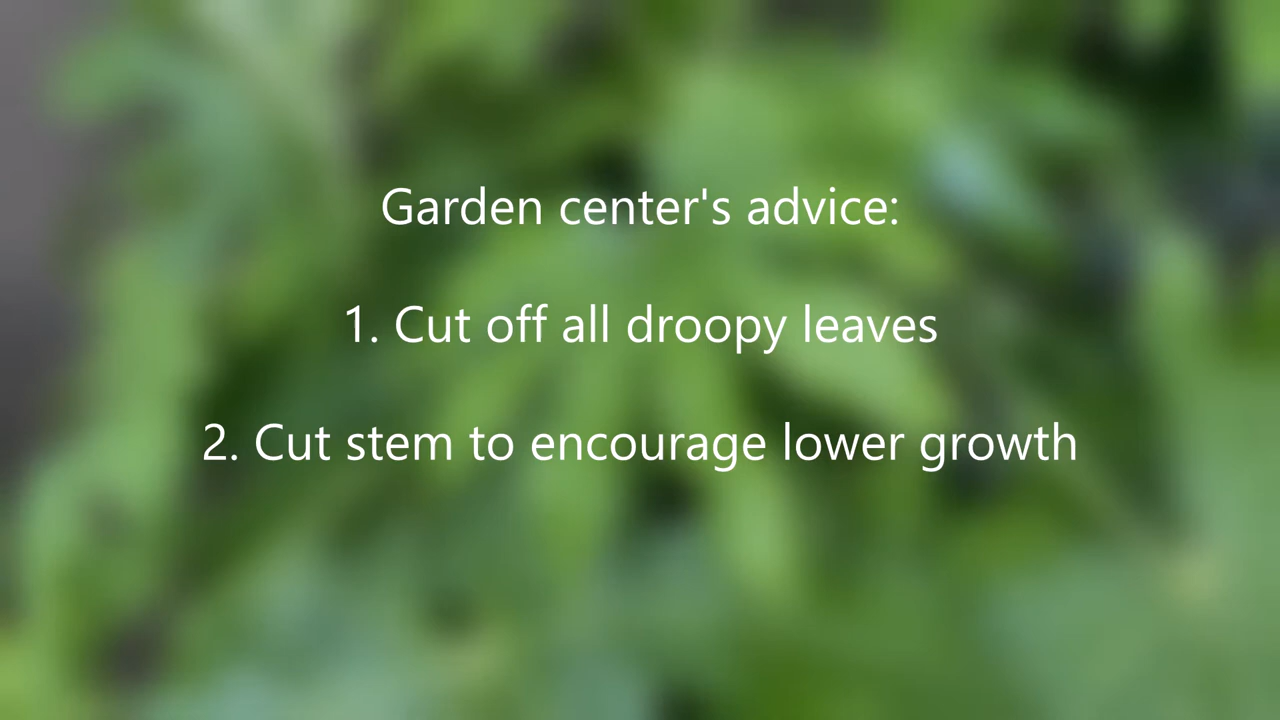 Garden center's advice:
1. Cut off all droopy leaves
2. Cut stem to encourage lower growth